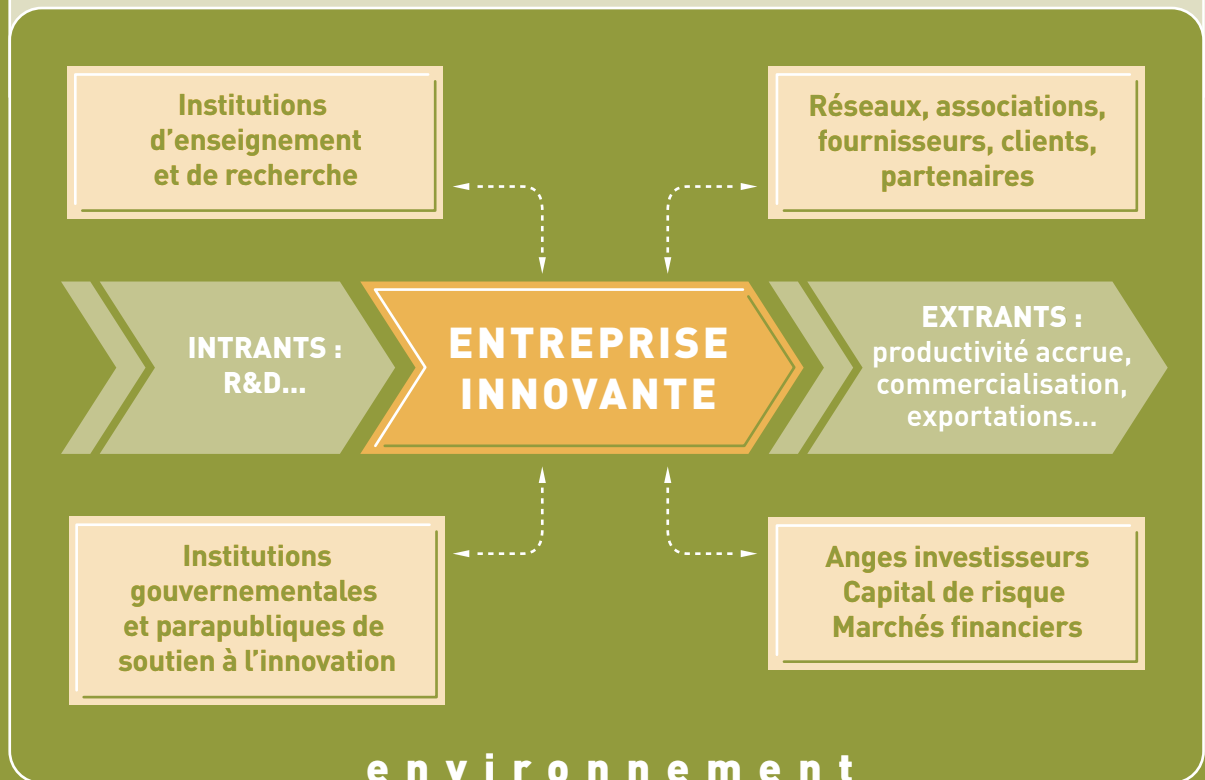 Institutions
d’enseignement
et de recherche
Réseaux, associations,
fournisseurs, clients,
partenaires
INTRANTS :
R&D...
ENTREPRISE
INNOVANTE
EXTRANTS :
productivité accrue,
commercialisation,
exportations...
Institutions
gouvernementales
et parapubliques de
soutien à l’innovation
Anges investisseurs
Capital de risque
Marchés financiers
environnement